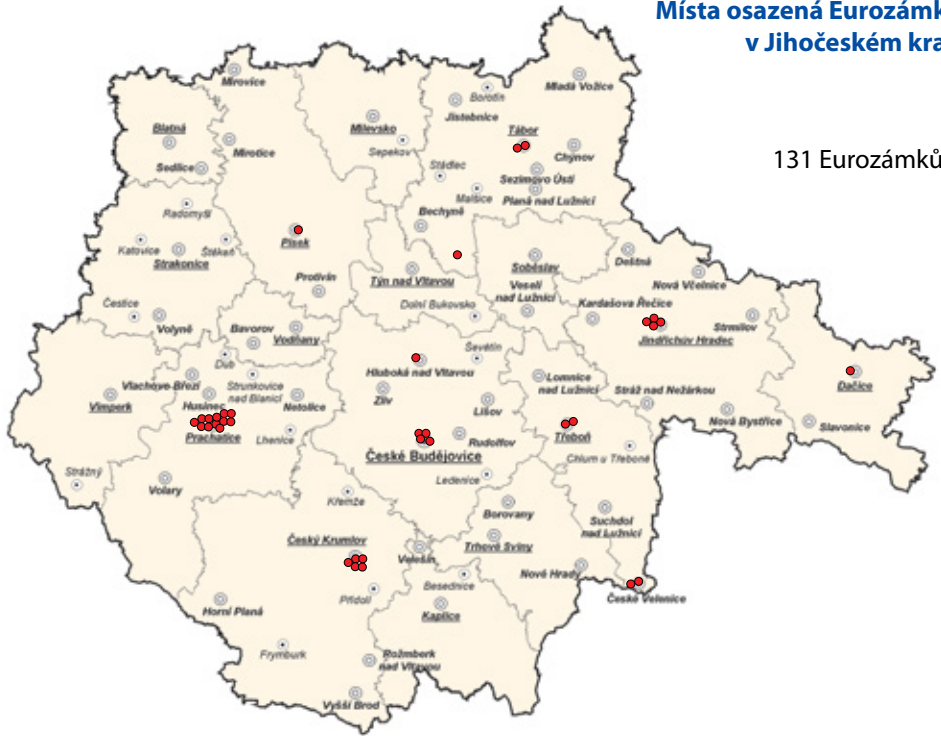 Místa osazená Eurozámk
v Jihočeském kra
131 Eurozámků
Mirovice
Mladá Vožice
Borotín
Jistebnice
Blatná
Milevsko
Tábor
Mirotice
Sepekov
Chýnov
Sedlice
Stádlec
Sezimovo Ústí
Malšice
Planá nad Lužnicí
Radomyšl
Bechyně
Katovice
Štěkeň
Písek
Strakonice
Soběslav
Deštná
Protivín
Týn nad Vltavou
Veselí
nad Lužnicí
Nová Včelnice
Čestice
Dolní Bukovsko
Kardašova Řečice
Volyně
Bavorov
Vodňany
Strmilov
Jindřichův Hradec
Dub
Ševětín
Hluboká nad Vltavou
Vlachovo Březí
Strunkovice
nad Blanicí
Lomnice
nad Lužnicí
Stráž nad Nežárkou
Dačice
Vimperk
Husinec
Netolice
Zliv
Lišov
Nová Bystřice
Slavonice
Prachatice
Lhenice
Rudolfov
Třeboň
České Budějovice
Chlum u Třeboně
Strážný
Ledenice
Volary
Křemže
Borovany
Suchdol
nad Lužnicí
Český Krumlov
Velešín
Trhové Sviny
Besednice
Nové Hrady
Přídolí
České Velenice
Horní Planá
Kaplice
Frymburk
Rožmberk
nad Vltavou
Vyšší Brod